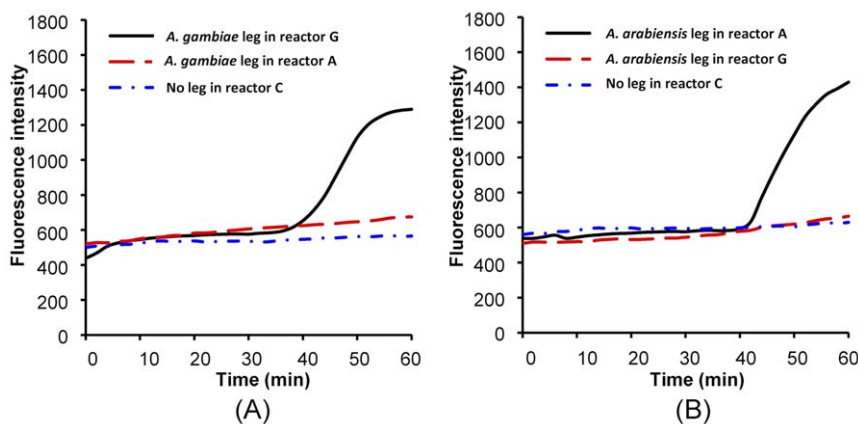 1800
1600
1400
1200
1000
800
600
400
200
0
Fluorescence intensity
A. gambiae leg in reactor G
A. gambiae leg in reactor A
No leg in reactor C
0 10 20 30 40 50 60
Time (min)
(A)
1800
1600
1400
1200
1000
800
600
400
200
0
Fluorescence intensity
A. arabiensis leg in reactor A
A. arabiensis leg in reactor G
No leg in reactor C
0 10 20 30 40 50 60
Time (min)
(B)